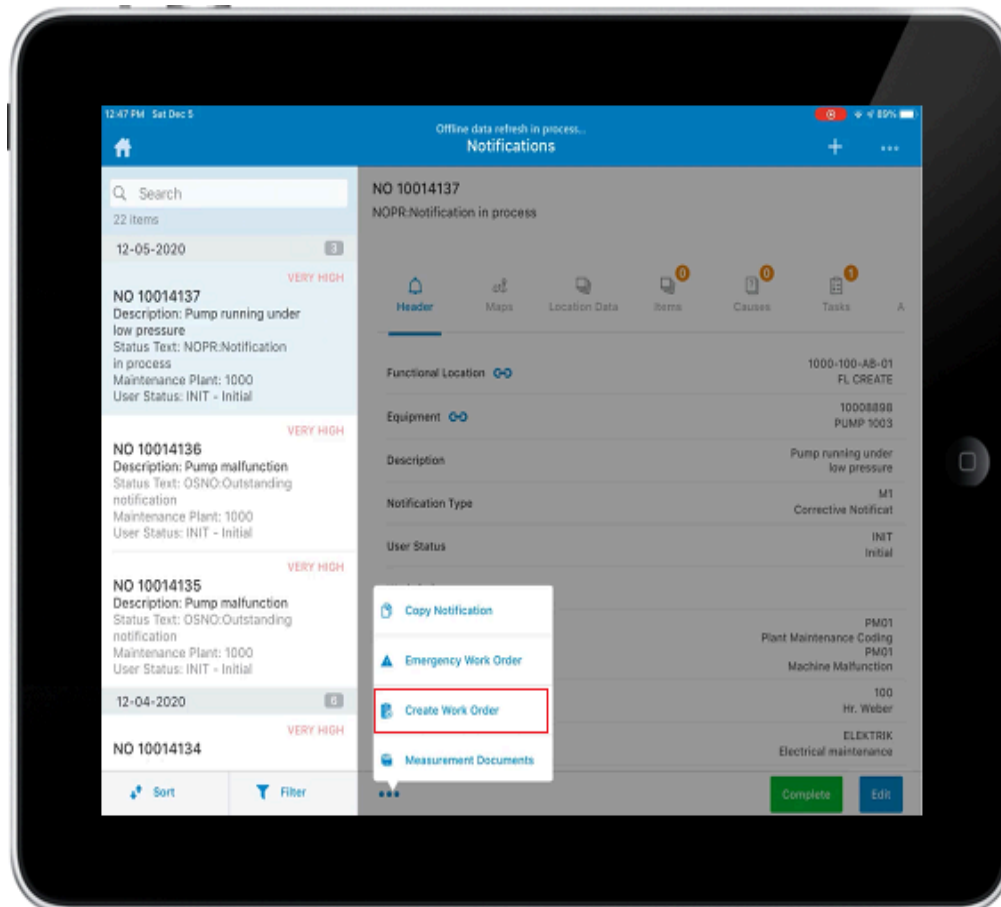 12:47 PM Sat Dec 5
89%
Offline data refresh in process..
Notifications
Search
22 items
12-05-2020
3
VERY HIGH
NO 10014137
Description: Pump running under
low pressure
Status Text: NOPR:Notification
in process
Maintenance Plant: 1000
User Status: INIT - Initial
VERY HIGH
NO 10014136
Description: Pump malfunction
Status Text: OSNO:Outstanding
notification
Maintenance Plant: 1000
User Status: INIT - Initial
VERY HIGH
NO 10014135
Description: Pump malfunction
Status Text: OSNO:Outstanding
notification
Maintenance Plant: 1000
User Status: INIT - Initial
12-04-2020
6
VERY HIGH
NO 10014134
Sort
Filter
NO 10014137
NOPR:Notification in process
0
0
1
Header
Maps
Location Data
Items
Causes
Tasks
A
Functional Location
1000-100-AB-01
FL CREATE
Equipment
10008898
PUMP 1003
Description
Pump running under
low pressure
Notification Type
M1
Corrective Notificat
User Status
INIT
Initial
PM01
Plant Maintenance Coding
PM01
Machine Malfunction
100
Hr. Weber
ELEKTRIK
Electrical maintenance
Copy Notification
Emergency Work Order
Create Work Order
Measurement Documents
Complete
Edit